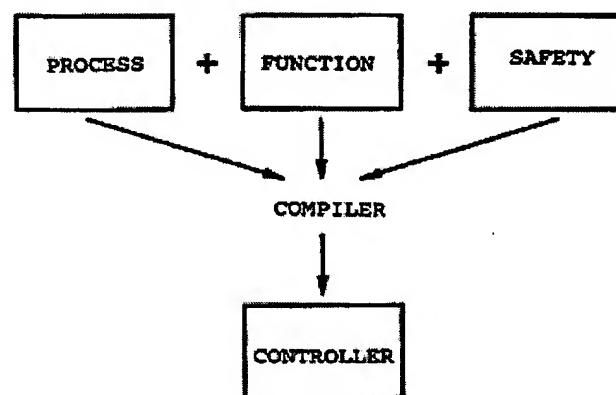 PROCESS + FUNCTION + SAFETY
COMPILER
CONTROLLER